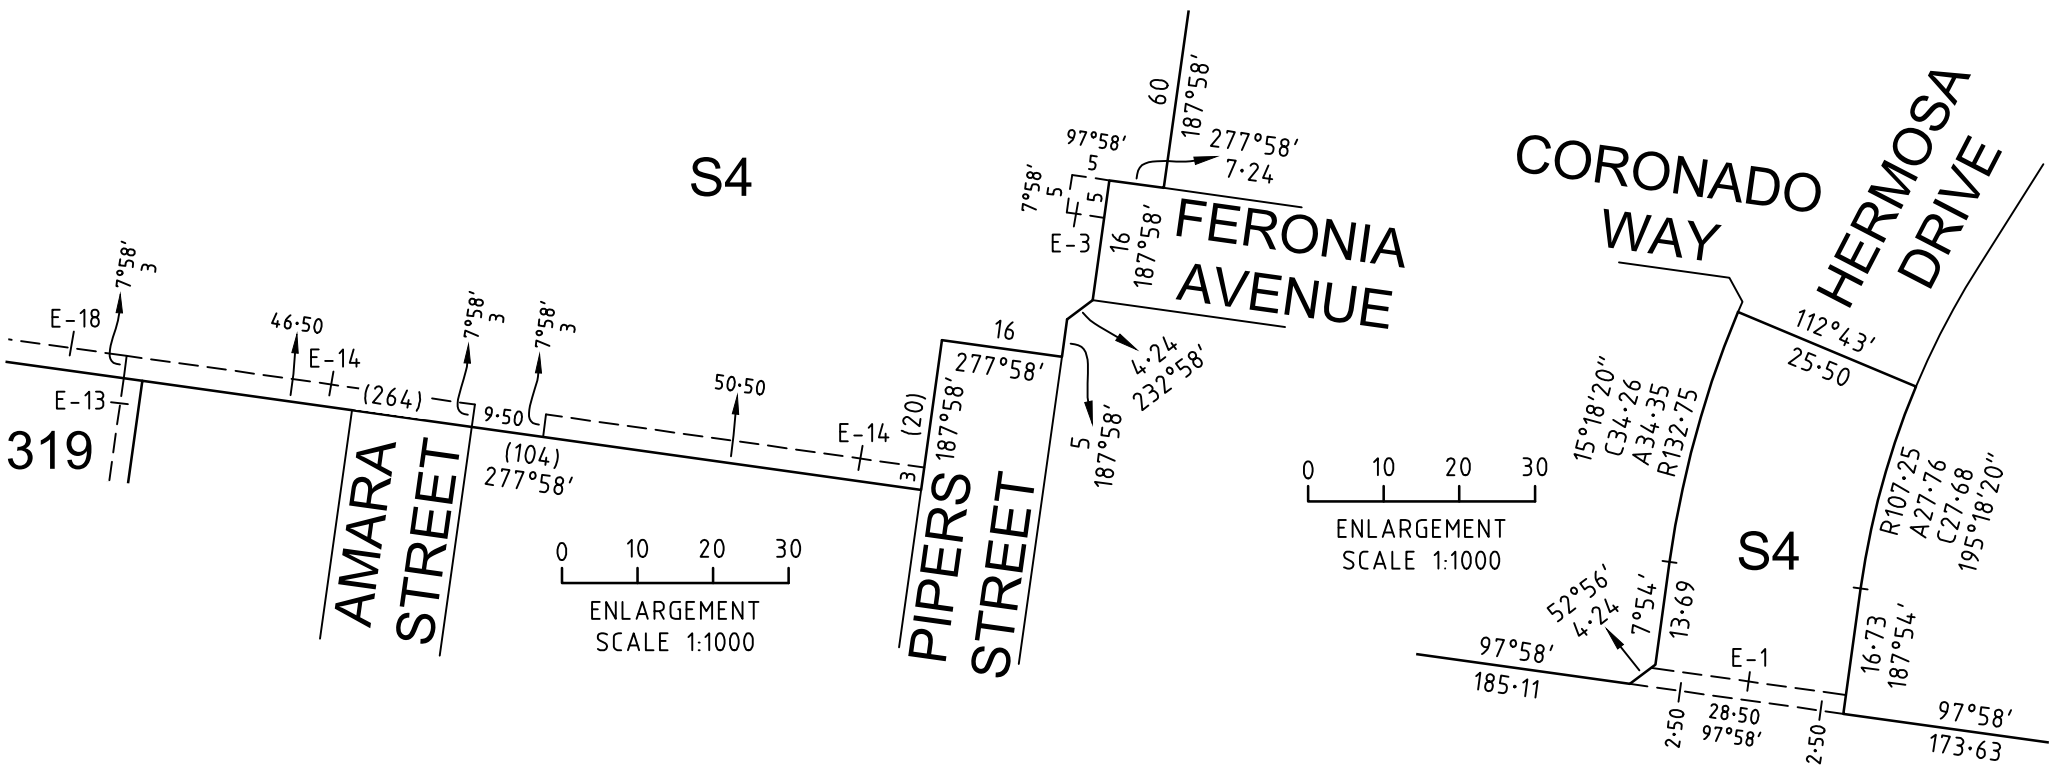 S4
60
187°58'
97°58'
5
277°58'
7·24
7°58'
5
5
E-3
16
187°58'
FERONIA
AVENUE
4·24
232°58'
16
277°58'
5
187°58'
(20)
187°58'
3
PIPERS
STREET
7°58'
3
E-18
E-13
319
46·50
E-14
(264)
7°58'
3
7°58'
3
9·50
(104)
277°58'
50·50
E-14
AMARA
STREET
0 10 20 30
ENLARGEMENT
SCALE 1:1000
CORONADO
WAY
HERMOSA
DRIVE
112°43'
25·50
15°18'20"
C34·26
A34·35
R132·75
R107·25
A27·76
C27·68
195°18'20"
0 10 20 30
ENLARGEMENT
SCALE 1:1000
S4
52°56'
4·24
7°54'
13·69
16·73
187°54'
E-1
97°58'
185·11
2·50
28·50
97°58'
2·50
97°58'
173·63